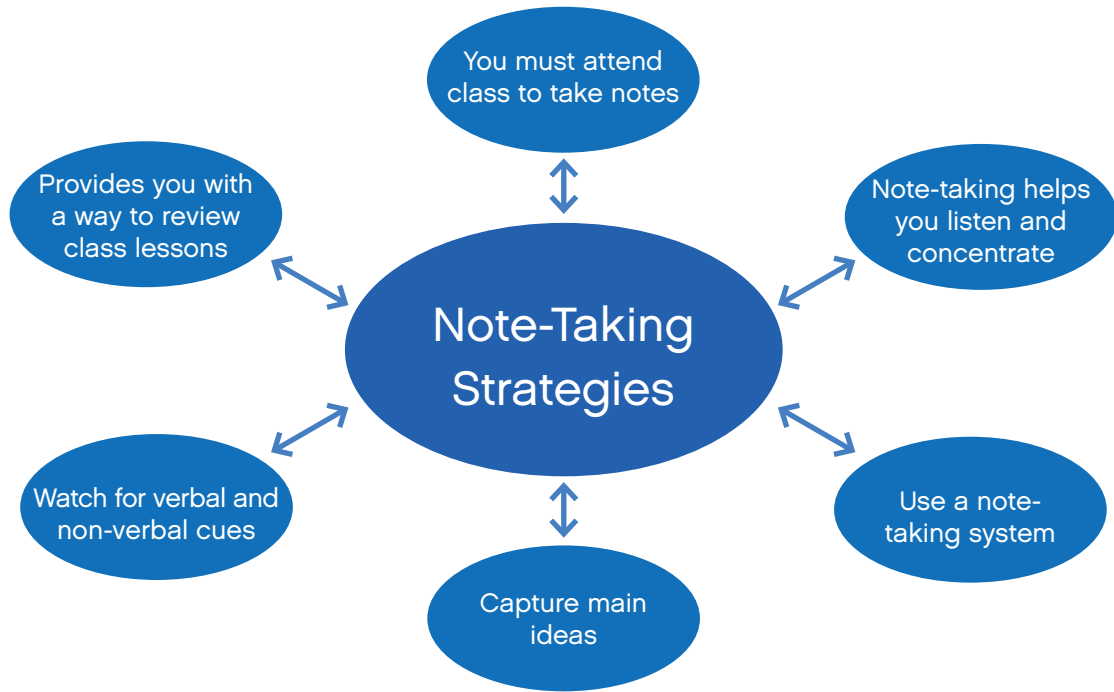 You must attend
class to take notes
Provides you with
a way to review
class lessons
Note-taking helps
you listen and
concentrate
Note-Taking
Strategies
Watch for verbal and
non-verbal cues
Use a note-
taking system
Capture main
ideas